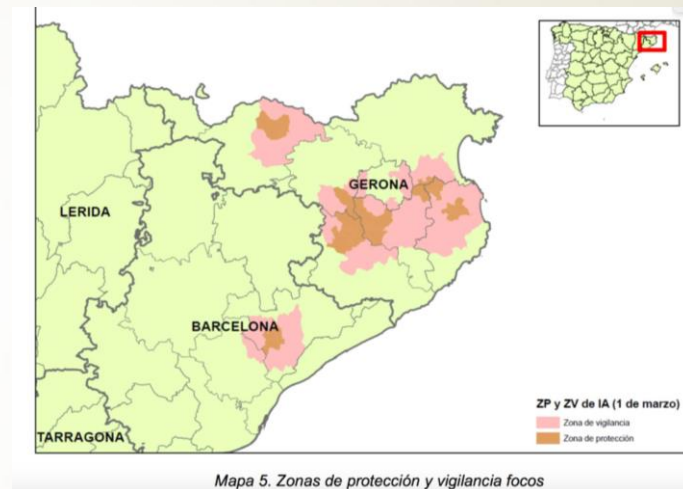 GERONA
LERIDA
BARCELONA
TARRAGONA
ZP y ZV de IA (1 de marzo)
Zona de vigilancia
Zona de protección
Mapa 5. Zonas de protección y vigilancia focos